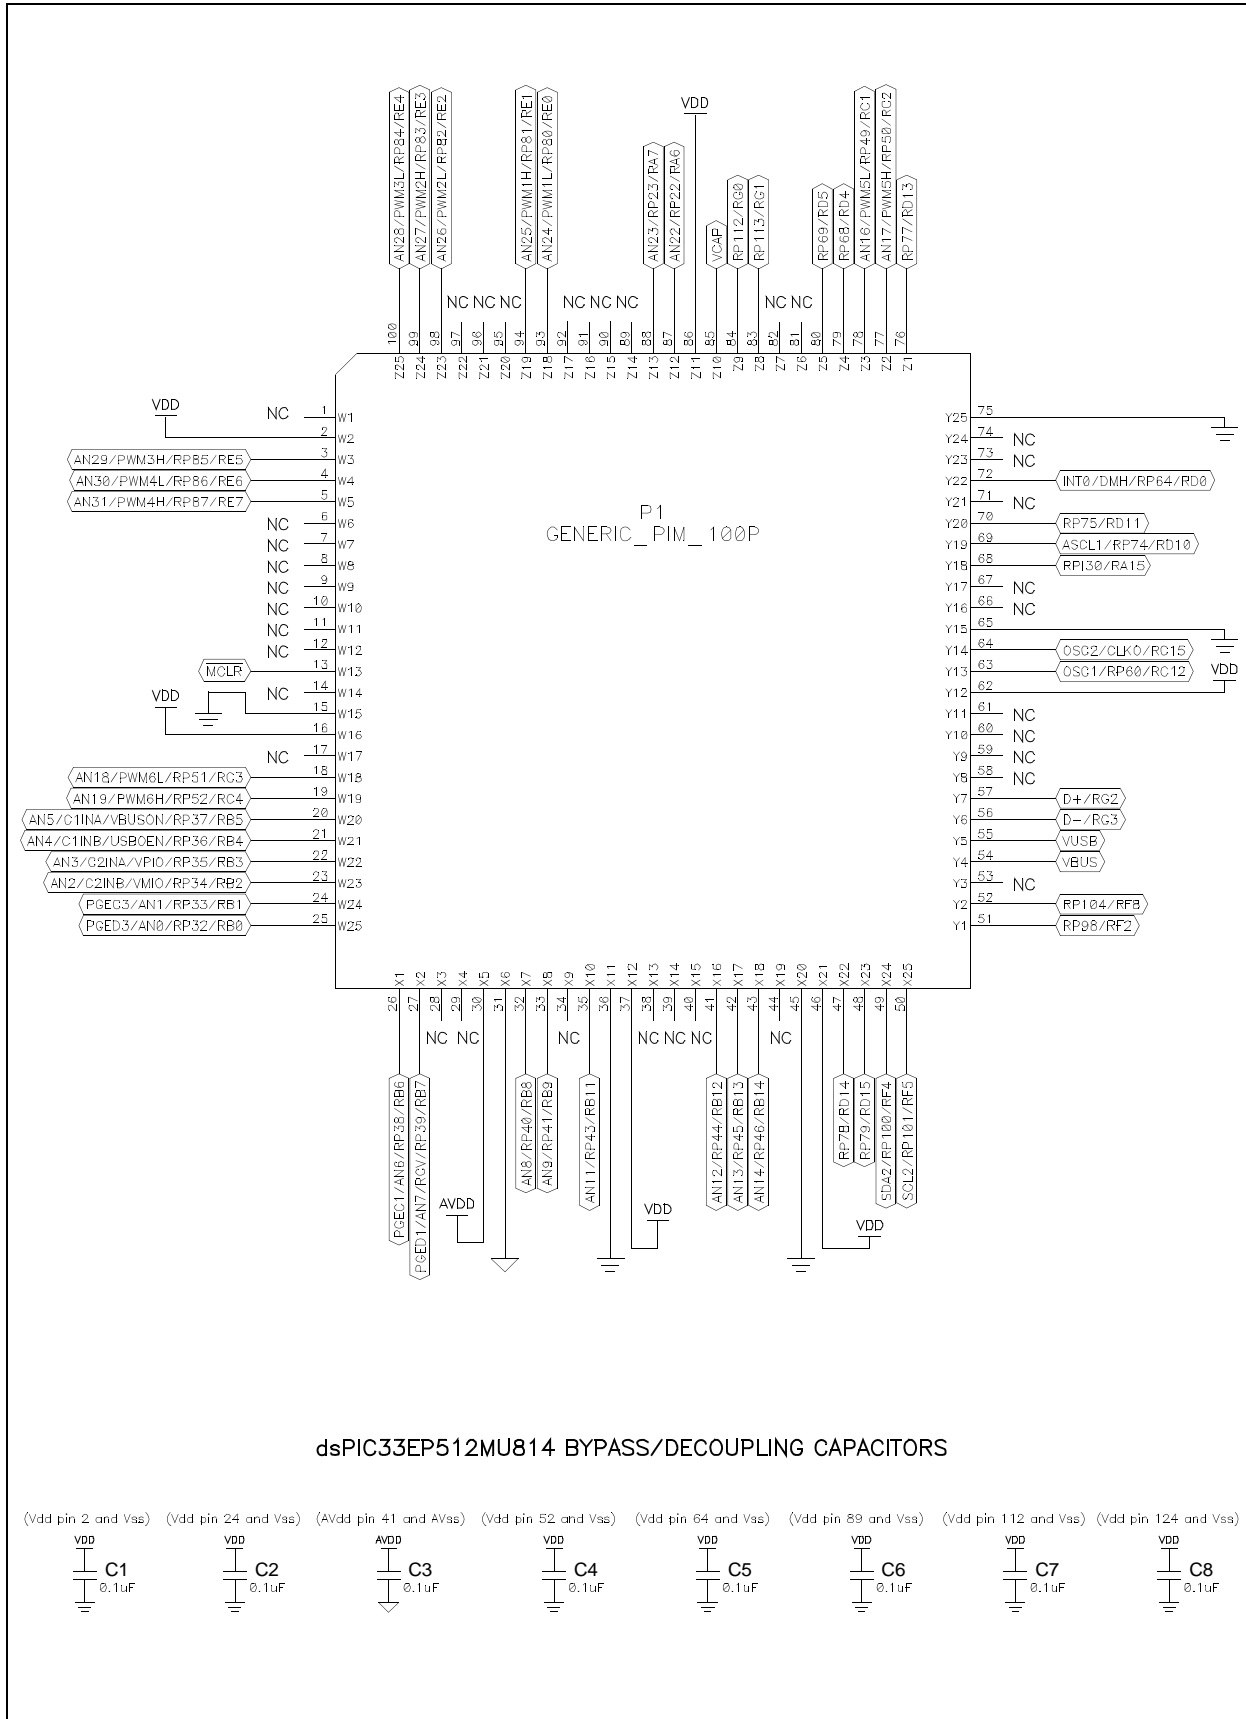 AN28/PWM3L/RP84/RE4
AN27/PWM2H/RP83/RE3
AN26/PWM2L/RP82/RE2
AN25/PWM1H/RP81/RE1
AN24/PWM1L/RP80/RE0
AN23/RP23/RA7
AN22/RP22/RA6
VDD
VCAP
RP112/RG0
RP113/RG1
RP69/RD5
RP68/RD4
AN16/PWM5L/RP49/RC1
AN17/PWM5H/RP50/RC2
RP77/RD13
NC NC NC NC NC NC NC NC
100 99 98 97 96 95 94 93 92 91 90 89 88 87 86 85 84 83 82 81 80 79 78 77 76
Z25 Z24 Z23 Z22 Z21 Z20 Z19 Z18 Z17 Z16 Z15 Z14 Z13 Z12 Z11 Z10 Z9 Z8 Z7 Z6 Z5 Z4 Z3 Z2 Z1
P1
GENERIC_PIM_100P
NC 1 W1
VDD 2 W2
AN29/PWM3H/RP85/RE5 3 W3
AN30/PWM4L/RP86/RE6 4 W4
AN31/PWM4H/RP87/RE7 5 W5
NC 6 W6
NC 7 W7
NC 8 W8
NC 9 W9
NC 10 W10
NC 11 W11
NC 12 W12
MCLR 13 W13
NC 14 W14
15 W15
VDD 16 W16
NC 17 W17
AN18/PWM6L/RP51/RC3 18 W18
AN19/PWM6H/RP52/RC4 19 W19
AN5/C1INA/VBUSON/RP37/RB5 20 W20
AN4/C1INB/USBOEN/RP36/RB4 21 W21
AN3/C2INA/VPIO/RP35/RB3 22 W22
AN2/C2INB/VMIO/RP34/RB2 23 W23
PGEC3/AN1/RP33/RB1 24 W24
PGED3/AN0/RP32/RB0 25 W25
Y25 75
Y24 74 NC
Y23 73 NC
Y22 72 INT0/DMH/RP64/RD0
Y21 71 NC
Y20 70 RP75/RD11
Y19 69 ASCL1/RP74/RD10
Y18 68 RPI30/RA15
Y17 67 NC
Y16 66 NC
Y15 65
Y14 64 OSC2/CLKO/RC15
Y13 63 OSC1/RP60/RC12
Y12 62 VDD
Y11 61 NC
Y10 60 NC
Y9 59 NC
Y8 58 NC
Y7 57 D+/RG2
Y6 56 D-/RG3
Y5 55 VUSB
Y4 54 VBUS
Y3 53 NC
Y2 52 RP104/RF8
Y1 51 RP98/RF2
X1 X2 X3 X4 X5 X6 X7 X8 X9 X10 X11 X12 X13 X14 X15 X16 X17 X18 X19 X20 X21 X22 X23 X24 X25
26 27 28 29 30 31 32 33 34 35 36 37 38 39 40 41 42 43 44 45 46 47 48 49 50
NC NC NC NC NC NC NC
PGEC1/AN6/RP38/RB6
PGED1/AN7/RCV/RP39/RB7
AVDD
AN8/RP40/RB8
AN9/RP41/RB9
AN11/RP43/RB11
VDD
AN12/RP44/RB12
AN13/RP45/RB13
AN14/RP46/RB14
VDD
RP78/RD14
RP79/RD15
SDA2/RP100/RF4
SCL2/RP101/RF5
dsPIC33EP512MU814 BYPASS/DECOUPLING CAPACITORS
(Vdd pin 2 and Vss) (Vdd pin 24 and Vss) (AVdd pin 41 and AVss) (Vdd pin 52 and Vss) (Vdd pin 64 and Vss) (Vdd pin 89 and Vss) (Vdd pin 112 and Vss) (Vdd pin 124 and Vss)
VDD VDD AVDD VDD VDD VDD VDD VDD
C1 C2 C3 C4 C5 C6 C7 C8
0.1uF 0.1uF 0.1uF 0.1uF 0.1uF 0.1uF 0.1uF 0.1uF